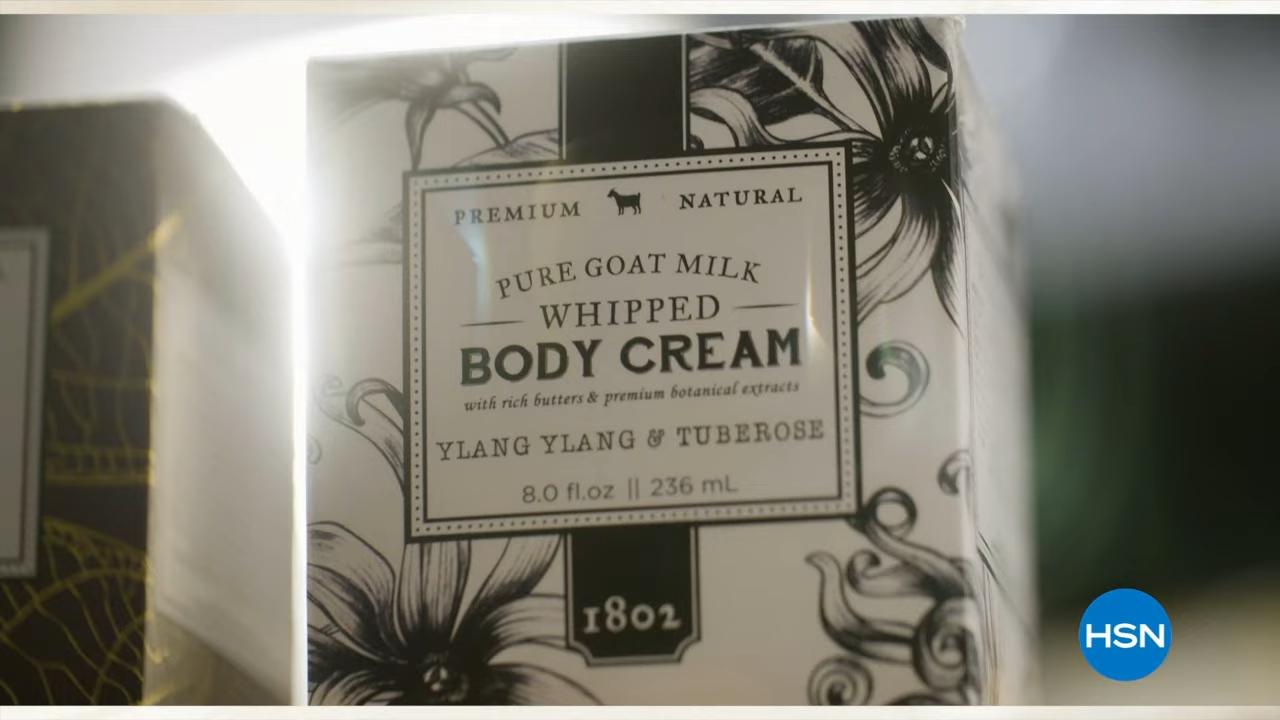 PREMIUM NATURAL
PURE GOAT MILK
WHIPPED
BODY CREAM
with rich butters & premium botanical extracts
YLANG YLANG & TUBEROSE
8.0 fl.oz || 236 mL
1802
HSN